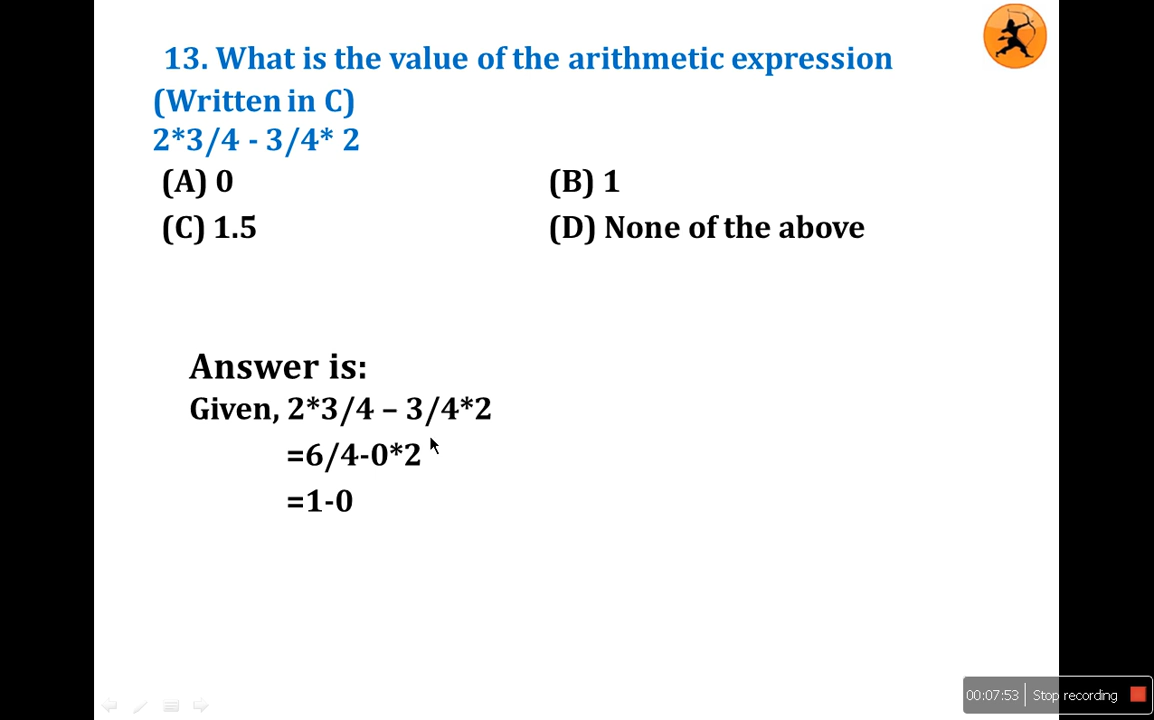 13. What is the value of the arithmetic expression
(Written in C)
2*3/4 - 3/4* 2
(A) 0 (B) 1
(C) 1.5 (D) None of the above
Answer is:
Given, 2*3/4 – 3/4*2
=6/4-0*2
=1-0
00:07:53 Stop recording